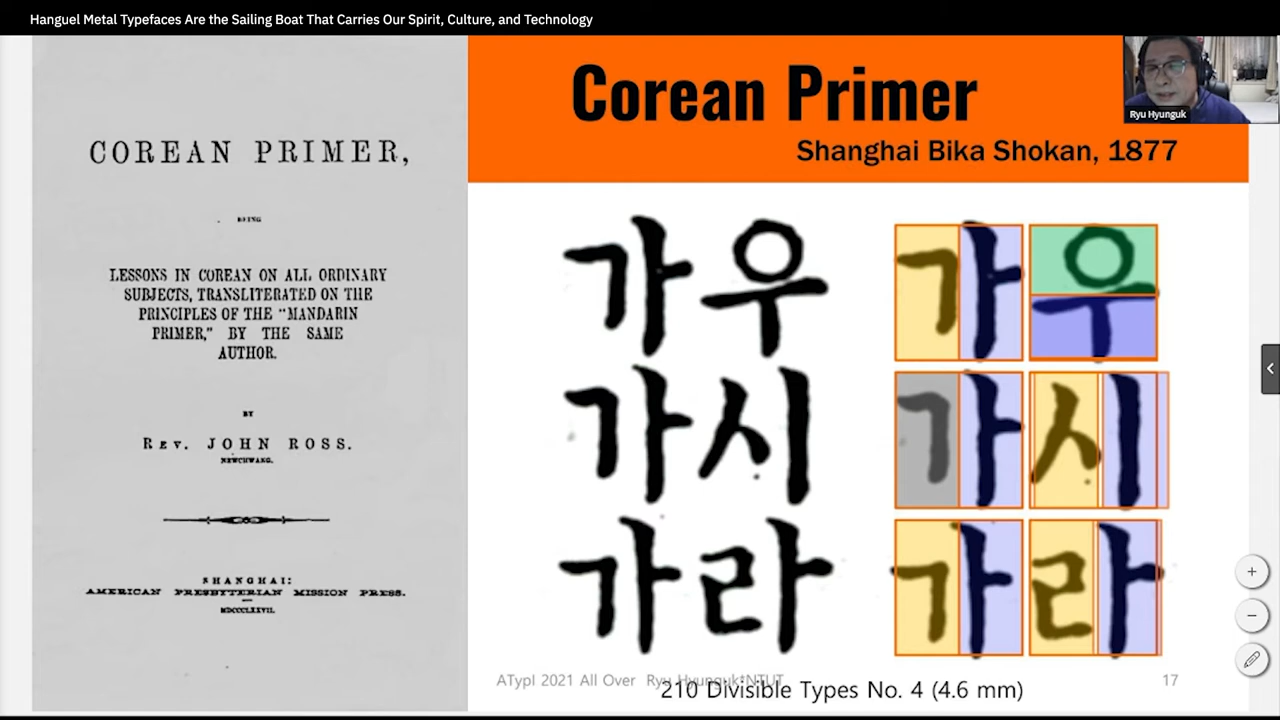 Hanguel Metal Typefaces Are the Sailing Boat That Carries Our Spirit, Culture, and Technology
COREAN PRIMER,
BEING
LESSONS IN COREAN ON ALL ORDINARY
SUBJECTS, TRANSLITERATED ON THE
PRINCIPLES OF THE "MANDARIN
PRIMER," BY THE SAME
AUTHOR.
BY
REV. JOHN ROSS.
NEWCHWANG.
SHANGHAI:
AMERICAN PRESBYTERIAN MISSION PRESS.
MDCCCLXXVII.
Corean Primer
Shanghai Bika Shokan, 1877
Ryu Hyunguk
가우 가우
가시 가시
가라 가라
ATypI 2021 All Over Ryu Hyunguk NTUT 17
210 Divisible Types No. 4 (4.6 mm)